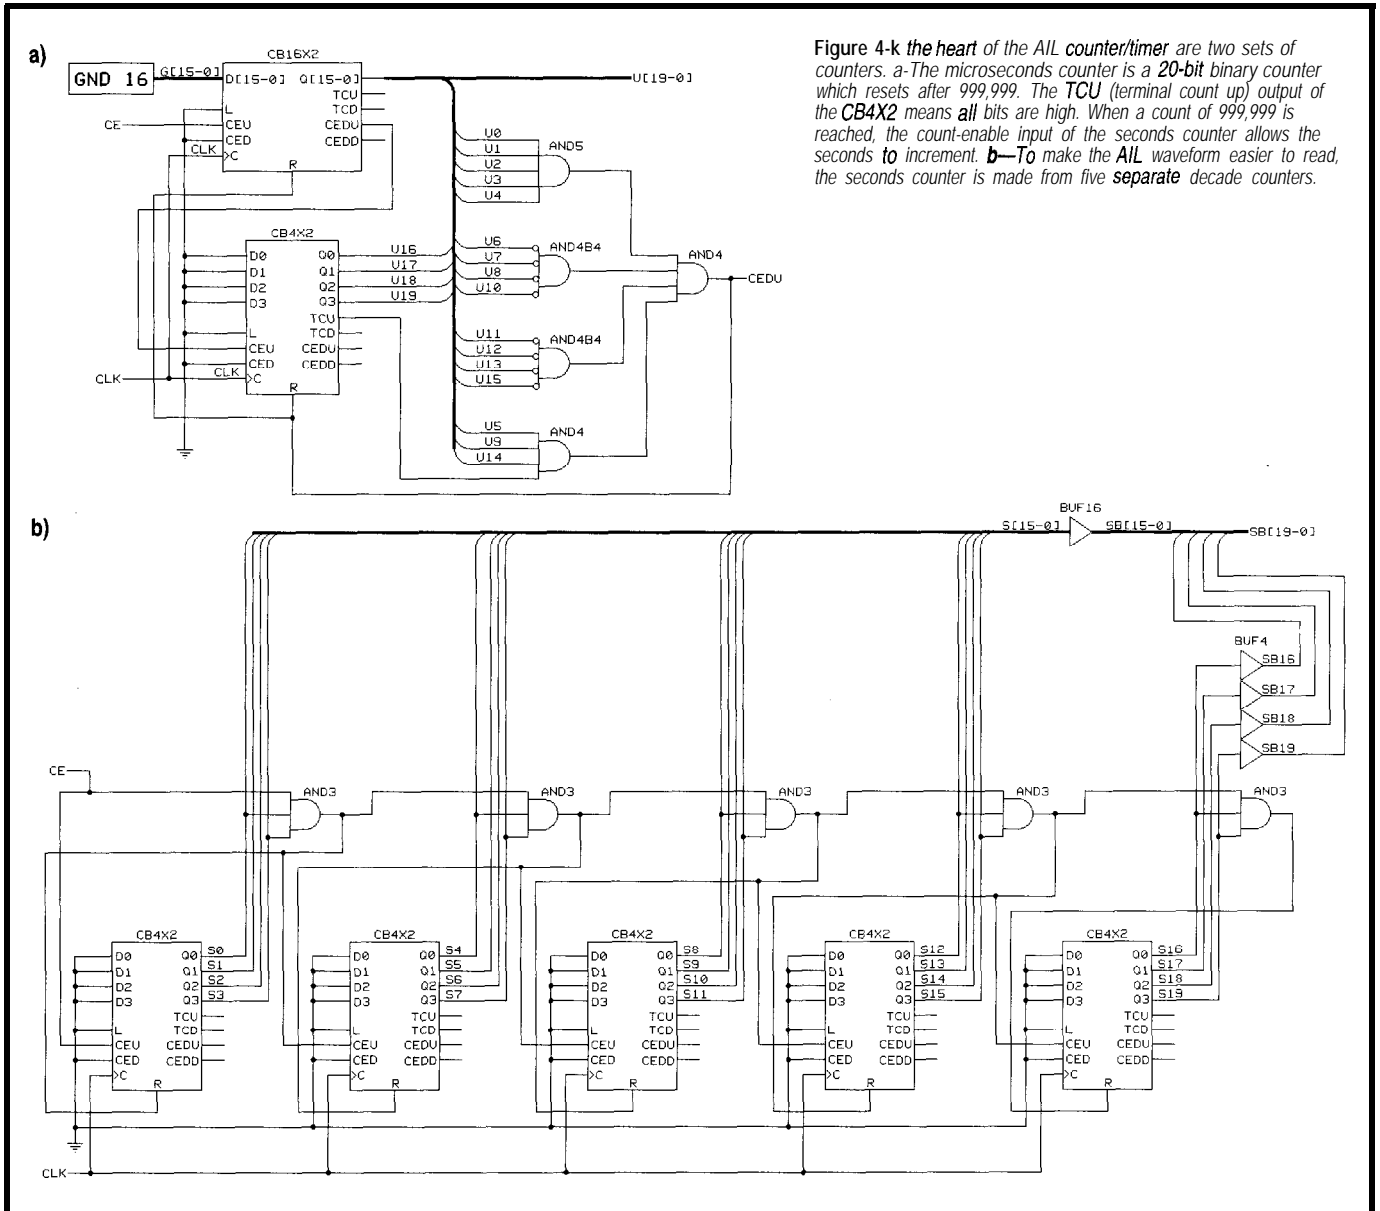 a)
CB16X2
GND 16
G[15-0]
D[15-0] Q[15-0]
TCU
L TCD
CE CEU CEDU
CED CEDD
CLK C
R
U[19-0]
Figure 4-k the heart of the AIL counter/timer are two sets of
counters. a-The microseconds counter is a 20-bit binary counter
which resets after 999,999. The TCU (terminal count up) output of
the CB4X2 means all bits are high. When a count of 999,999 is
reached, the count-enable input of the seconds counter allows the
seconds to increment. b—To make the AIL waveform easier to read,
the seconds counter is made from five separate decade counters.
U0
U1
U2
U3
U4
AND5
CB4X2
D0 Q0 U16
D1 Q1 U17
D2 Q2 U18
D3 Q3 U19
TCU
L TCD
CEU CEDU
CED CEDD
CLK CLK C
R
U6
U7
U8
U10
AND4B4
AND4
CEDU
U11
U12
U13
U15
AND4B4
U5
U9
U14
AND4
b)
BUF16
S[15-0] SB[15-0] SB[19-0]
BUF4
SB16
SB17
SB18
SB19
CE
AND3 AND3 AND3 AND3 AND3
CB4X2 CB4X2 CB4X2 CB4X2 CB4X2
D0 Q0 S0 D0 Q0 S4 D0 Q0 S8 D0 Q0 S12 D0 Q0 S16
D1 Q1 S1 D1 Q1 S5 D1 Q1 S9 D1 Q1 S13 D1 Q1 S17
D2 Q2 S2 D2 Q2 S6 D2 Q2 S10 D2 Q2 S14 D2 Q2 S18
D3 Q3 S3 D3 Q3 S7 D3 Q3 S11 D3 Q3 S15 D3 Q3 S19
TCU TCU TCU TCU TCU
L TCD L TCD L TCD L TCD L TCD
CEU CEDU CEU CEDU CEU CEDU CEU CEDU CEU CEDU
CED CEDD CED CEDD CED CEDD CED CEDD CED CEDD
C C C C C
R R R R R
CLK